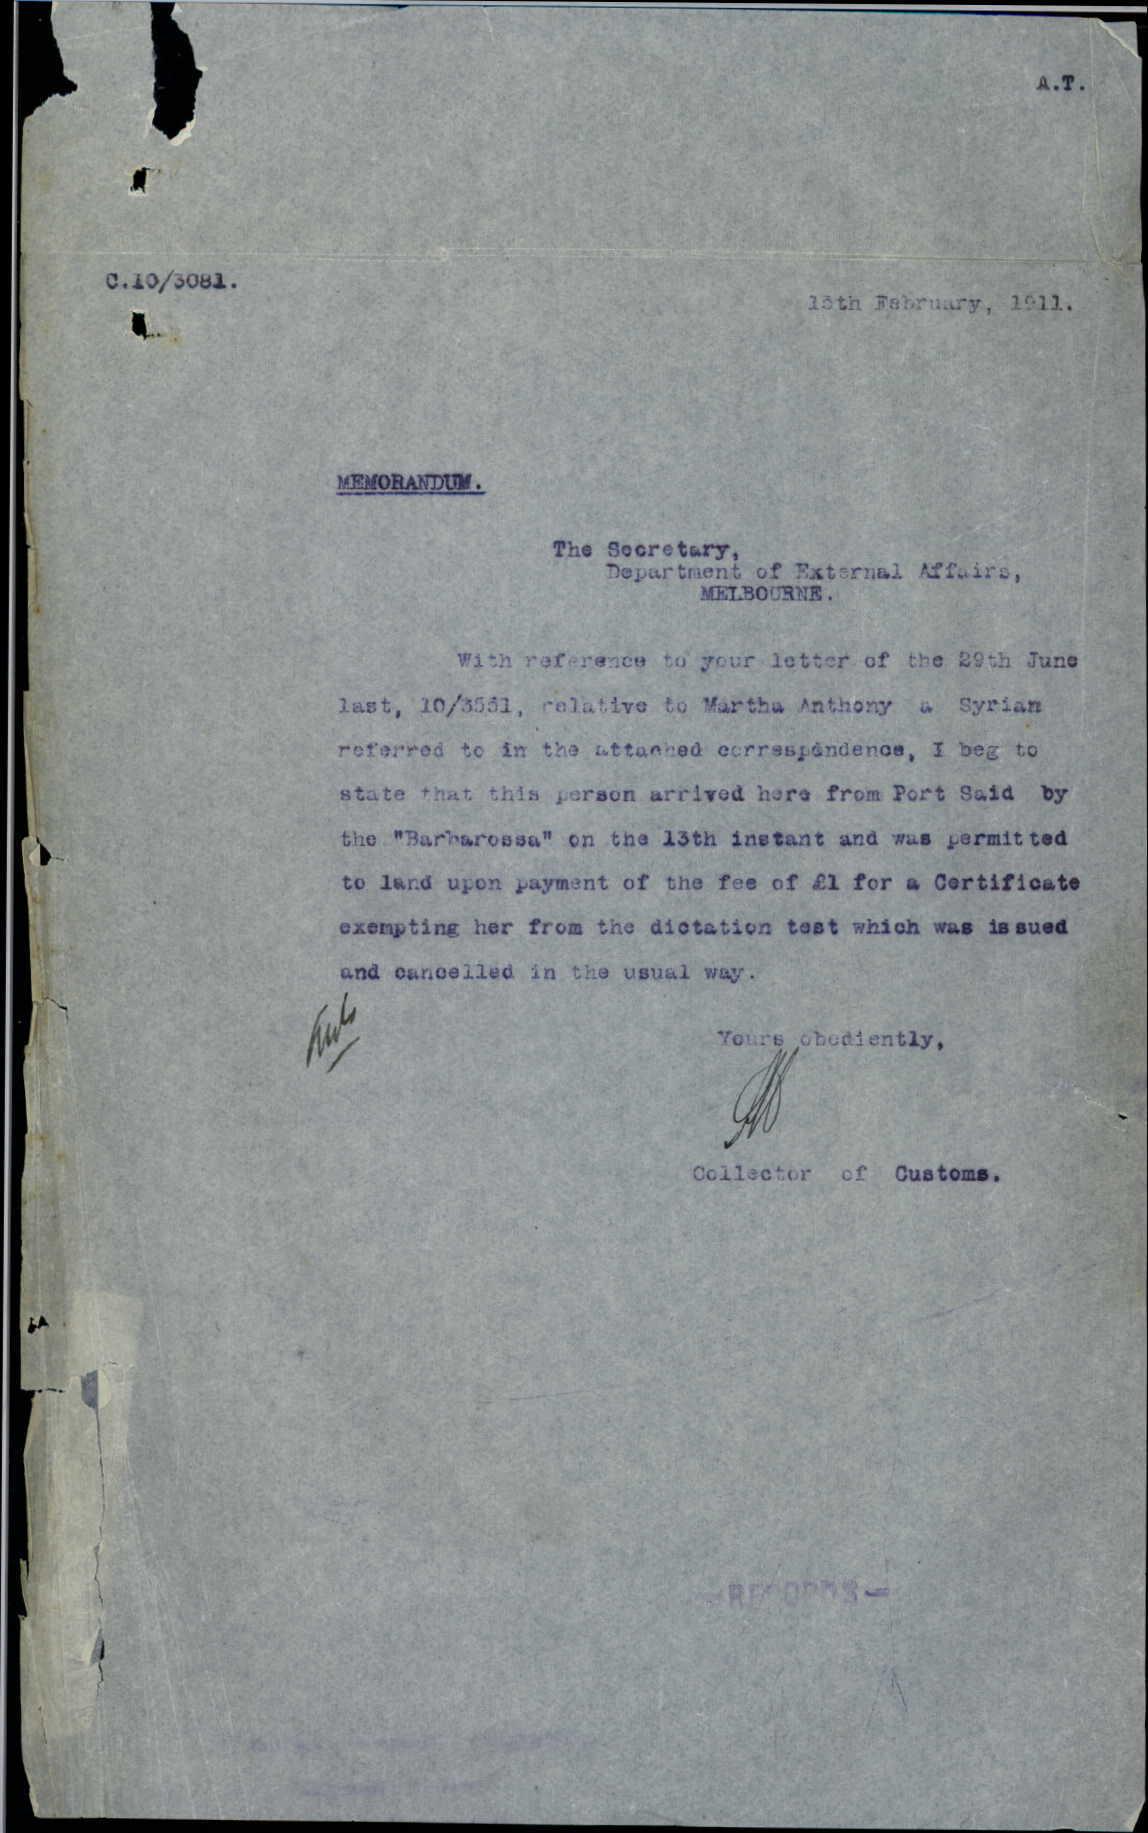 A.T.
C.10/3081.
15th February, 1911.
MEMORANDUM.
The Secretary,
Department of External Affairs,
MELBOURNE.
With reference to your letter of the 29th June
last, 10/3551, relative to Martha Anthony a Syrian
referred to in the attached correspondence, I beg to
state that this person arrived here from Port Said by
the "Barbarossa" on the 13th instant and was permitted
to land upon payment of the fee of £1 for a Certificate
exempting her from the dictation test which was issued
and cancelled in the usual way.
Yours obediently,
Collector of Customs.
RECORDS